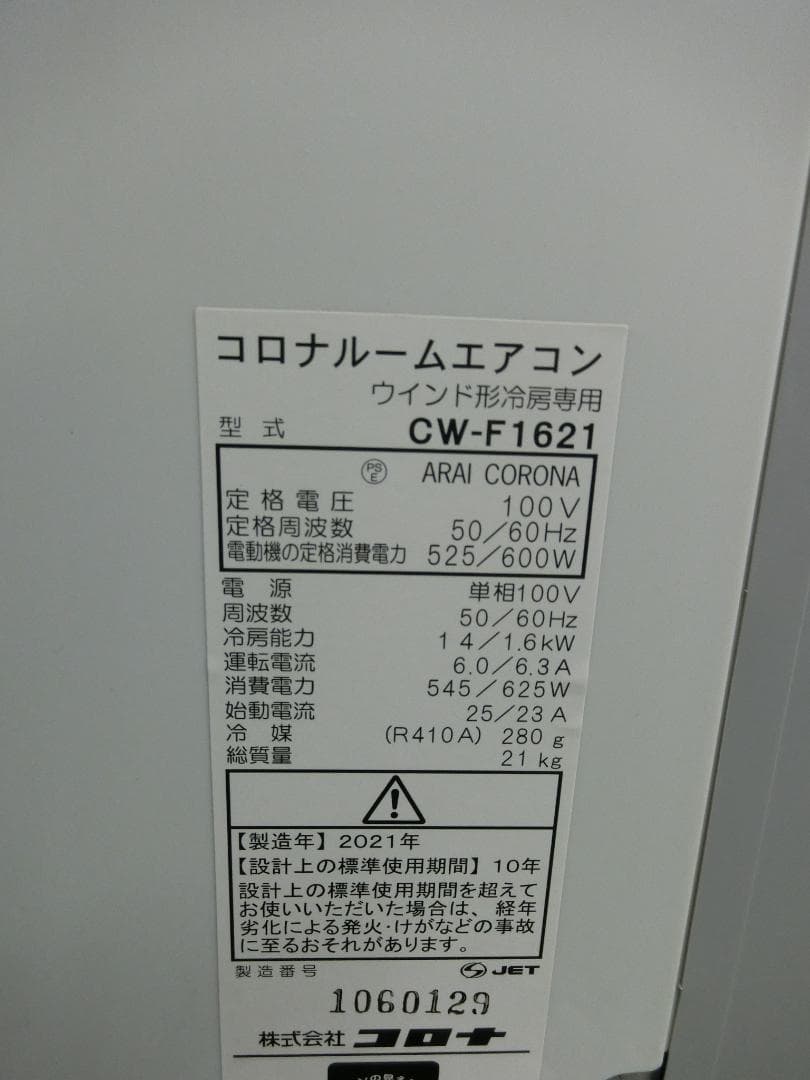 コロナルームエアコン
ウインド形冷房専用
型式 CW-F1621
PS E ARAI CORONA
定格電圧 100V
定格周波数 50/60Hz
電動機の定格消費電力 525/600W
電源 単相100V
周波数 50/60Hz
冷房能力 1 4/1.6kW
運転電流 6.0/6.3A
消費電力 545/625W
始動電流 25/23A
冷媒 (R410A) 280g
総質量 21kg
【製造年】2021年
【設計上の標準使用期間】10年
設計上の標準使用期間を超えて
お使いいただいた場合は、経年
劣化による発火・けがなどの事故
に至るおそれがあります。
製造番号 JET
1060129
株式会社 コロナ